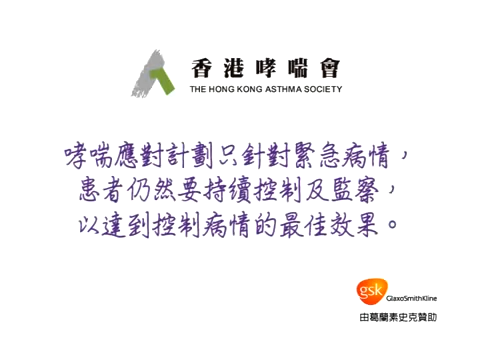 香港哮喘會
THE HONG KONG ASTHMA SOCIETY
哮喘應對計劃只針對緊急病情，
患者仍然要持續控制及監察，
以達到控制病情的最佳效果。
gsk
GlaxoSmithKline
由葛蘭素史克贊助